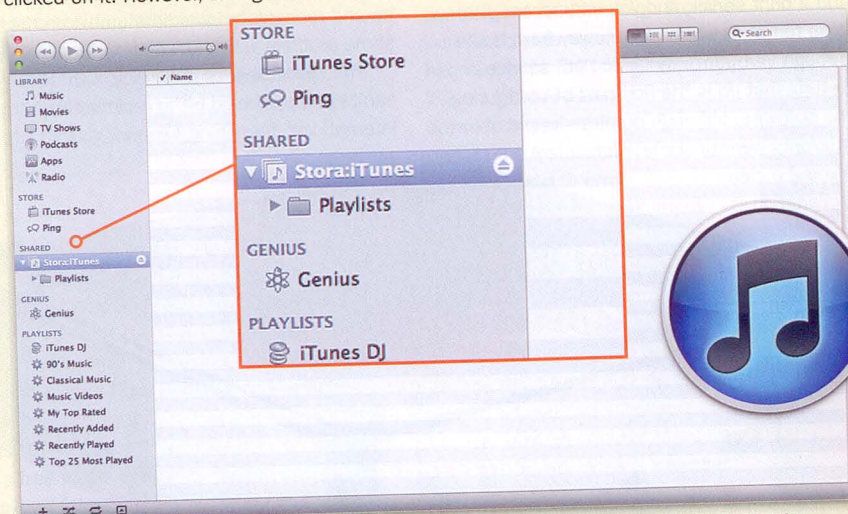 clicked on it. However,
Search
LIBRARY
Music
Movies
TV Shows
Podcasts
Apps
Radio
STORE
iTunes Store
Ping
SHARED
Stora:iTunes
Playlists
GENIUS
Genius
PLAYLISTS
iTunes DJ
90's Music
Classical Music
Music Videos
My Top Rated
Recently Added
Recently Played
Top 25 Most Played
✓ Name
STORE
iTunes Store
Ping
SHARED
Stora:iTunes
Playlists
GENIUS
Genius
PLAYLISTS
iTunes DJ